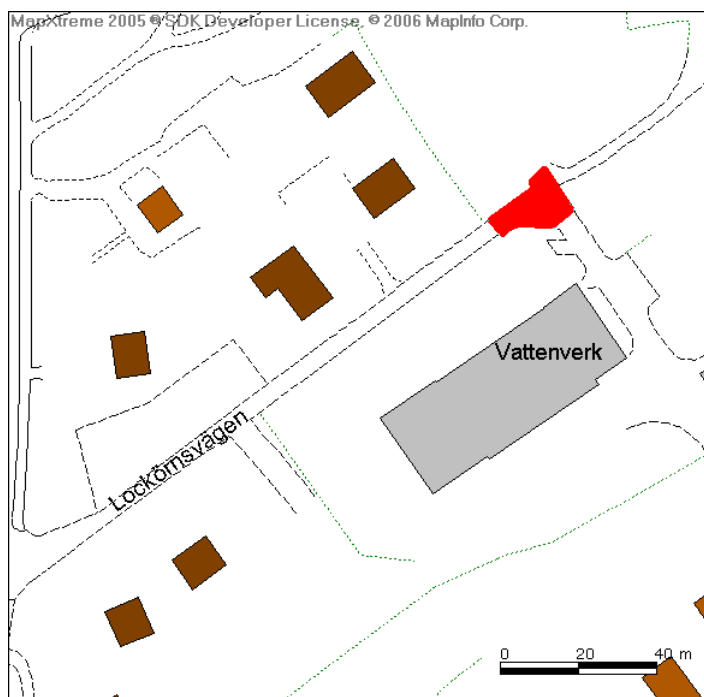 MapXtreme 2005 ® SDK Developer License. © 2006 MapInfo Corp.
Vattenverk
Lockörnsvägen
0 20 40 m